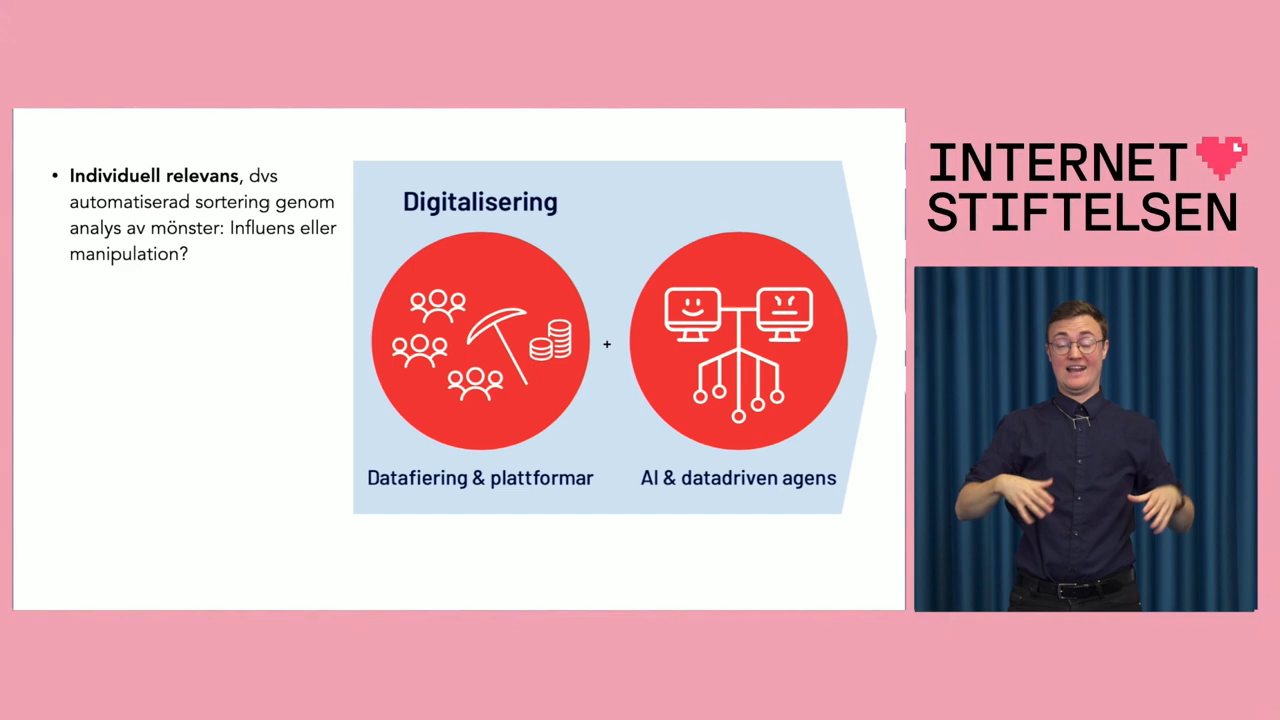 • Individuell relevans, dvs
automatiserad sortering genom
analys av mönster: Influens eller
manipulation?
Digitalisering
+
Datafiering & plattformar
AI & datadriven agens
INTERNET
STIFTELSEN